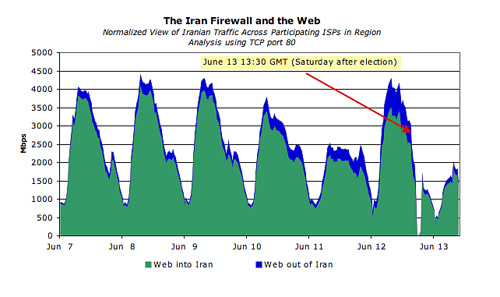 The Iran Firewall and the Web
Normalized View of Iranian Traffic Across Participating ISPs in Region
Analysis using TCP port 80
June 13 13:30 GMT (Saturday after election)
Mbps
5000
4500
4000
3500
3000
2500
2000
1500
1000
500
0
Jun 7 Jun 8 Jun 9 Jun 10 Jun 11 Jun 12 Jun 13
Web into Iran Web out of Iran